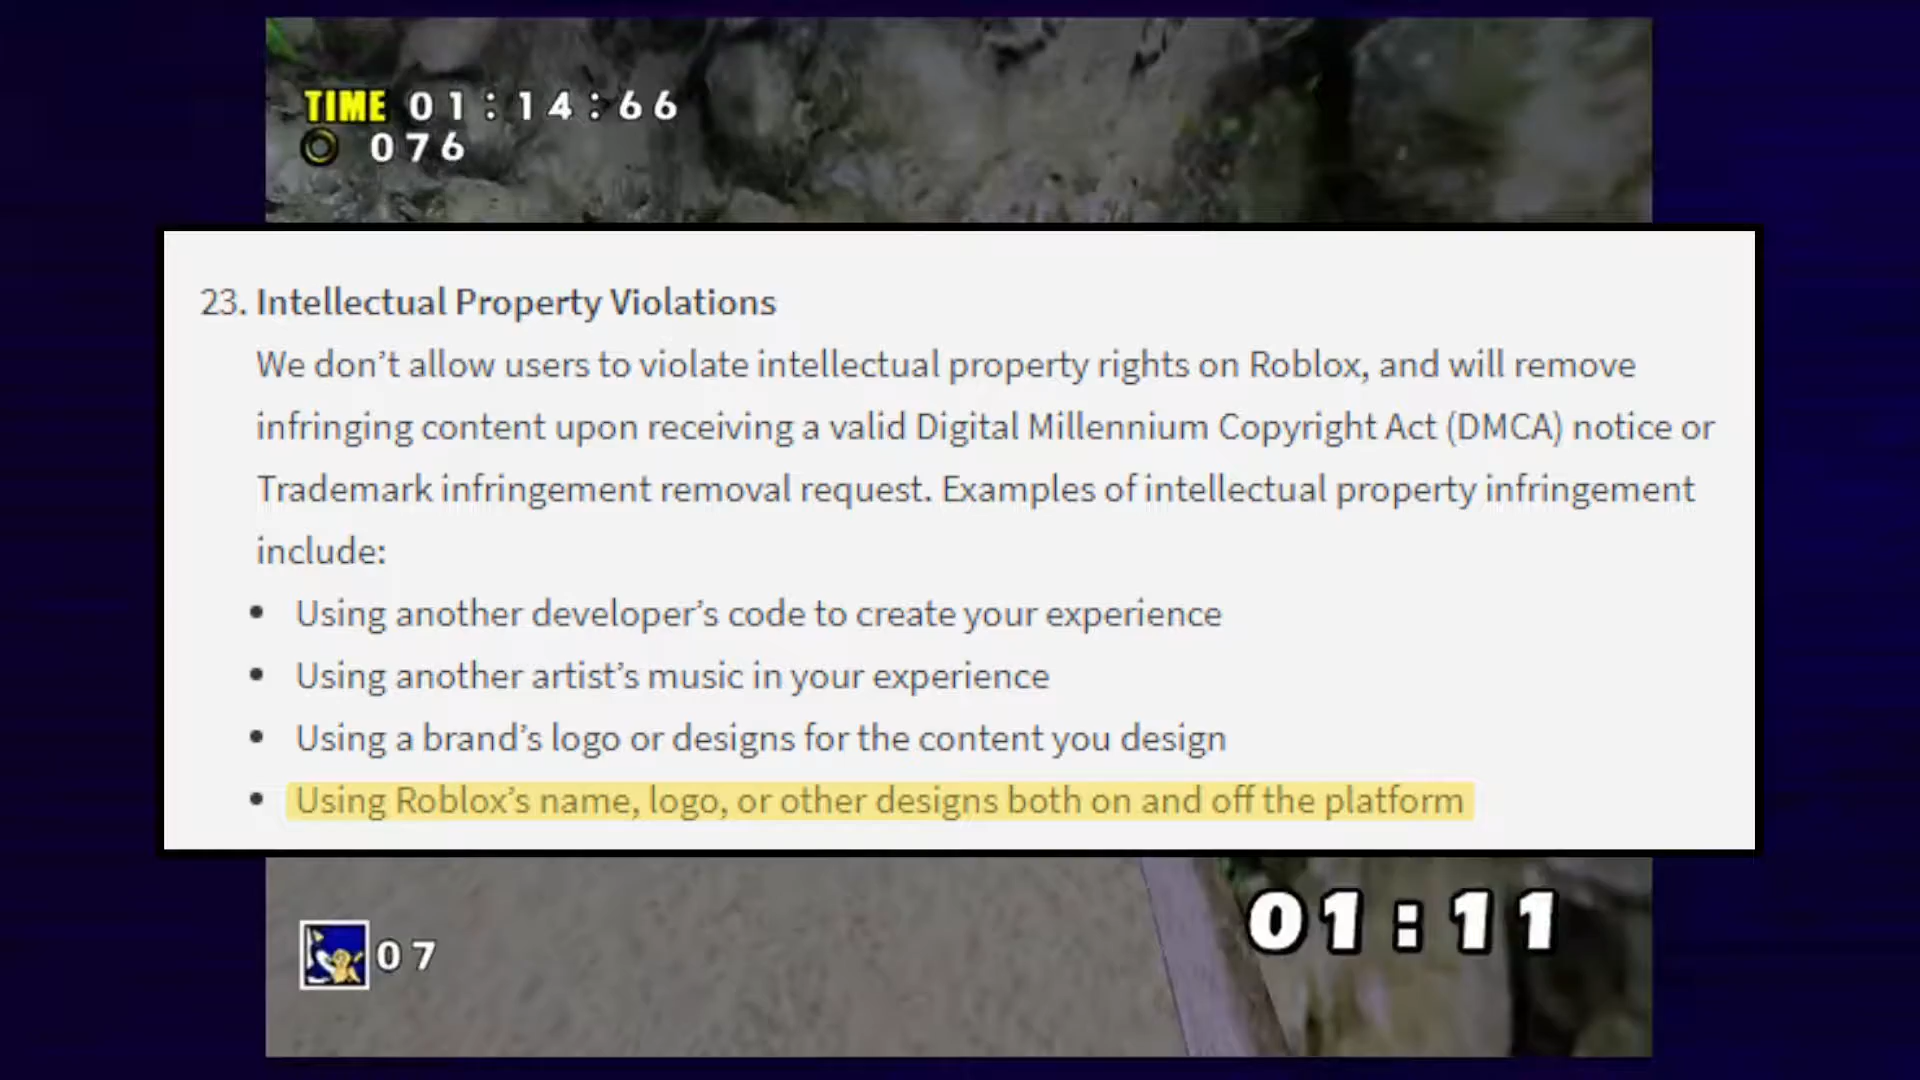 TIME 01:14:66
076
23. Intellectual Property Violations
We don’t allow users to violate intellectual property rights on Roblox, and will remove
infringing content upon receiving a valid Digital Millennium Copyright Act (DMCA) notice or
Trademark infringement removal request. Examples of intellectual property infringement
include:
• Using another developer’s code to create your experience
• Using another artist’s music in your experience
• Using a brand’s logo or designs for the content you design
• Using Roblox’s name, logo, or other designs both on and off the platform
01:11
07